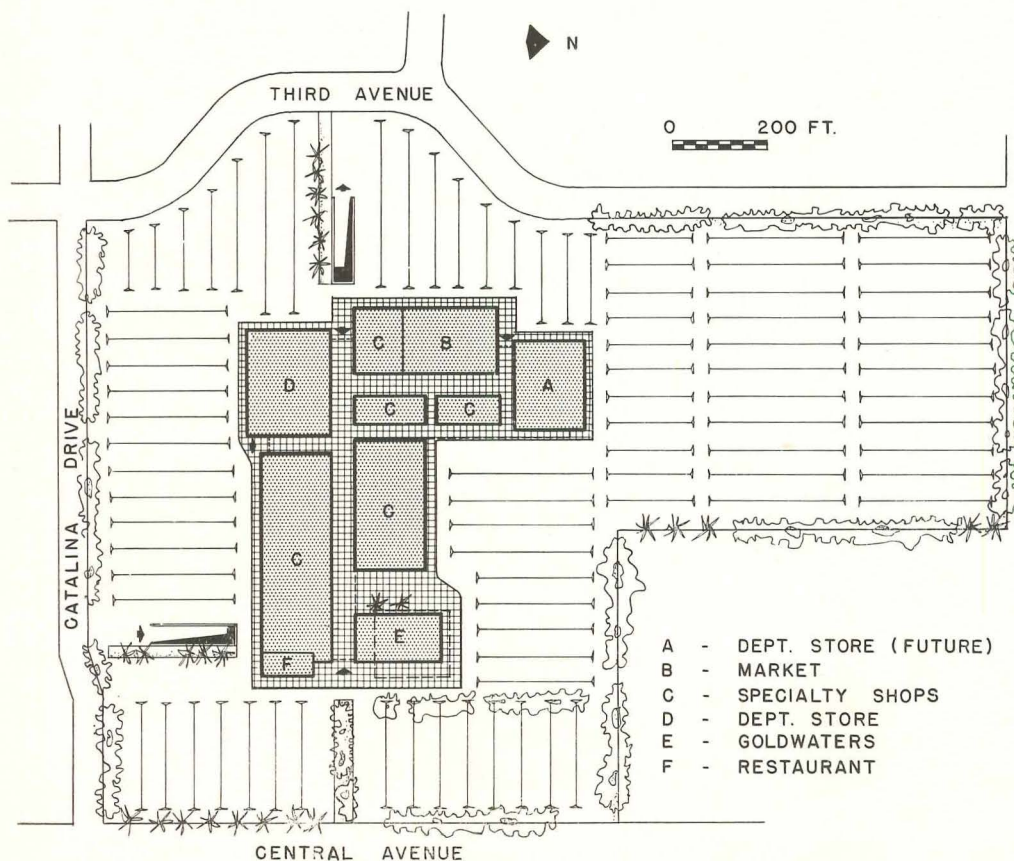 N
THIRD AVENUE
0 200 FT.
C B
D A
C C
C
C
E
F
CATALINA DRIVE
A - DEPT. STORE (FUTURE)
B - MARKET
C - SPECIALTY SHOPS
D - DEPT. STORE
E - GOLDWATERS
F - RESTAURANT
CENTRAL AVENUE